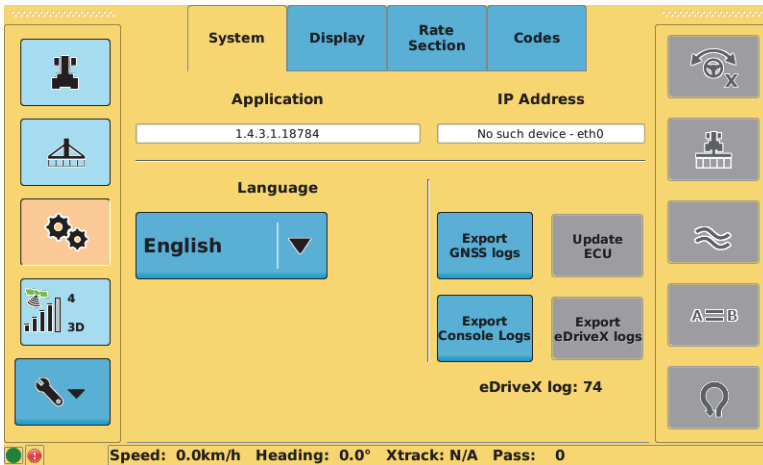 System
Display
Rate
Section
Codes
Application
IP Address
1.4.3.1.18784
No such device - eth0
Language
English
Export
GNSS logs
Update
ECU
Export
Console Logs
Export
eDriveX logs
eDriveX log: 74
4
3D
X
A B
Speed: 0.0km/h Heading: 0.0° Xtrack: N/A Pass: 0